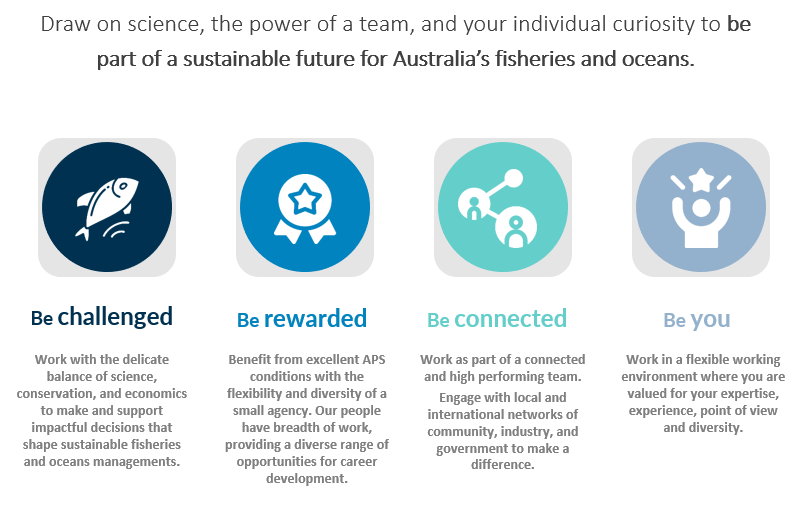 Draw on science, the power of a team, and your individual curiosity to be
part of a sustainable future for Australia's fisheries and oceans.
Be challenged
Work with the delicate
balance of science,
conservation, and economics
to make and support
impactful decisions that
shape sustainable fisheries
and oceans managements.
Be rewarded
Benefit from excellent APS
conditions with the
flexibility and diversity of a
small agency. Our people
have breadth of work,
providing a diverse range of
opportunities for career
development.
Be connected
Work as part of a connected
and high performing team.
Engage with local and
international networks of
community, industry, and
government to make a
difference.
Be you
Work in a flexible working
environment where you are
valued for your expertise,
experience, point of view
and diversity.